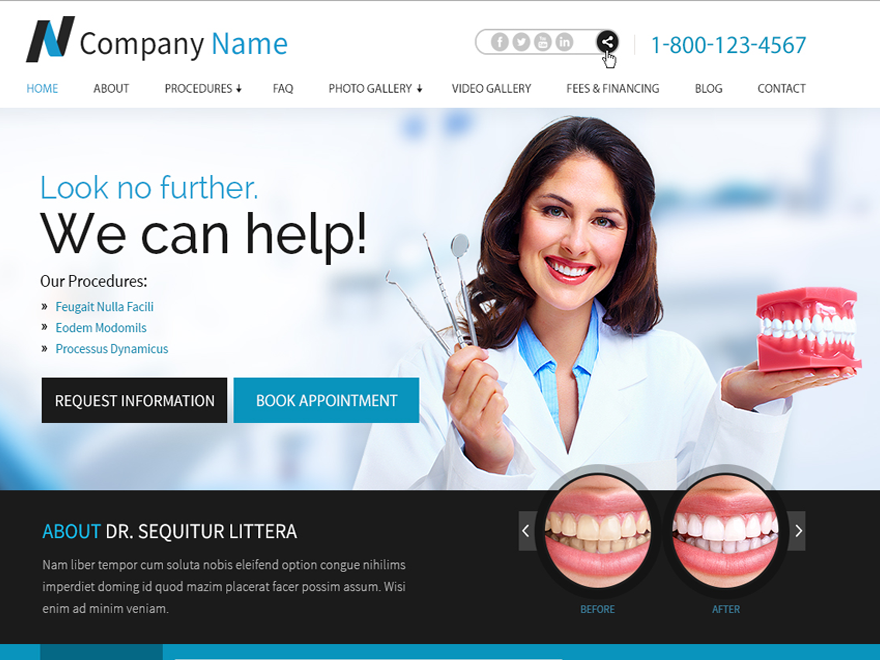 Company Name
1-800-123-4567
HOME ABOUT PROCEDURES FAQ PHOTO GALLERY VIDEO GALLERY FEES & FINANCING BLOG CONTACT
Look no further.
We can help!
Our Procedures:
» Feugait Nulla Facili
» Eodem Modomils
» Processus Dynamicus
REQUEST INFORMATION BOOK APPOINTMENT
ABOUT DR. SEQUITUR LITTERA
Nam liber tempor cum soluta nobis eleifend option congue nihilims
imperdiet doming id quod mazim placerat facer possim assum. Wisi
enim ad minim veniam.
BEFORE AFTER